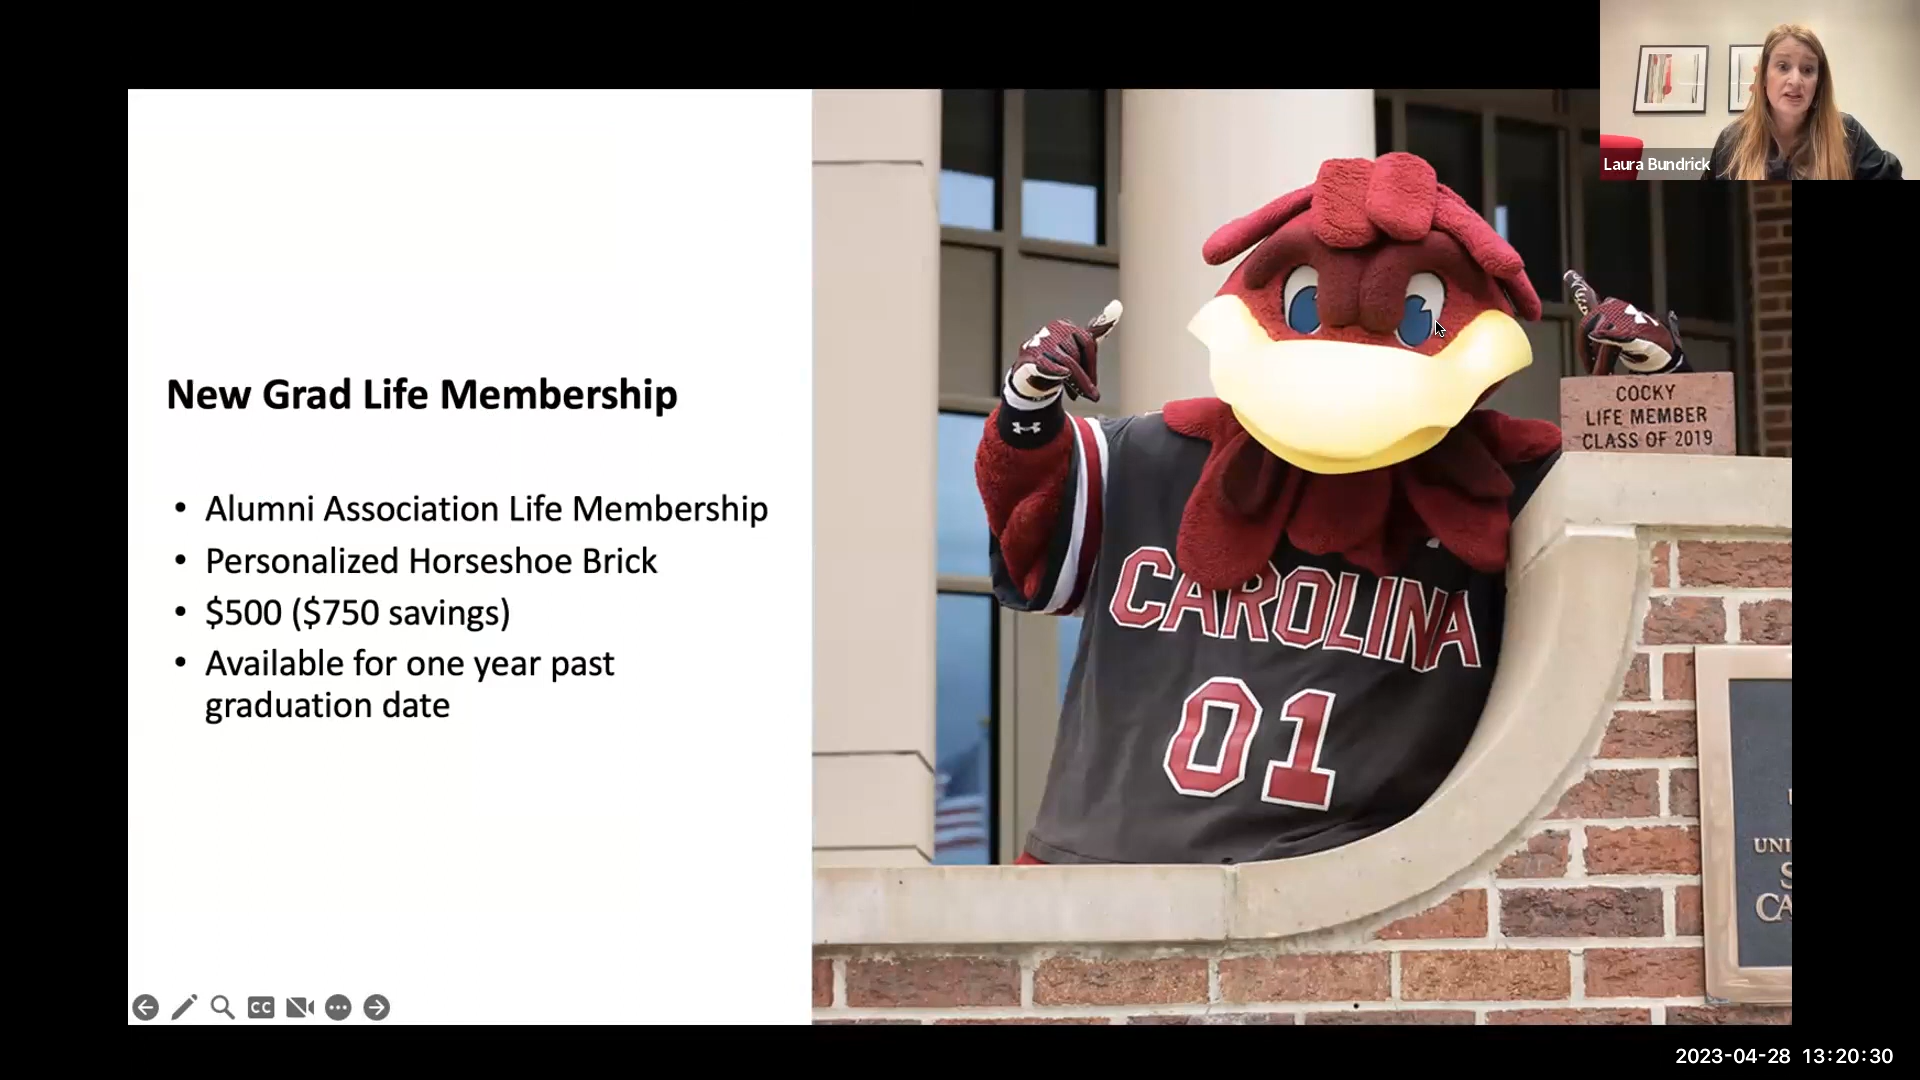 Laura Bundrick
New Grad Life Membership
• Alumni Association Life Membership
• Personalized Horseshoe Brick
• $500 ($750 savings)
• Available for one year past
graduation date
COCKY
LIFE MEMBER
CLASS OF 2019
CAROLINA
01
CC
2023-04-28 13:20:30